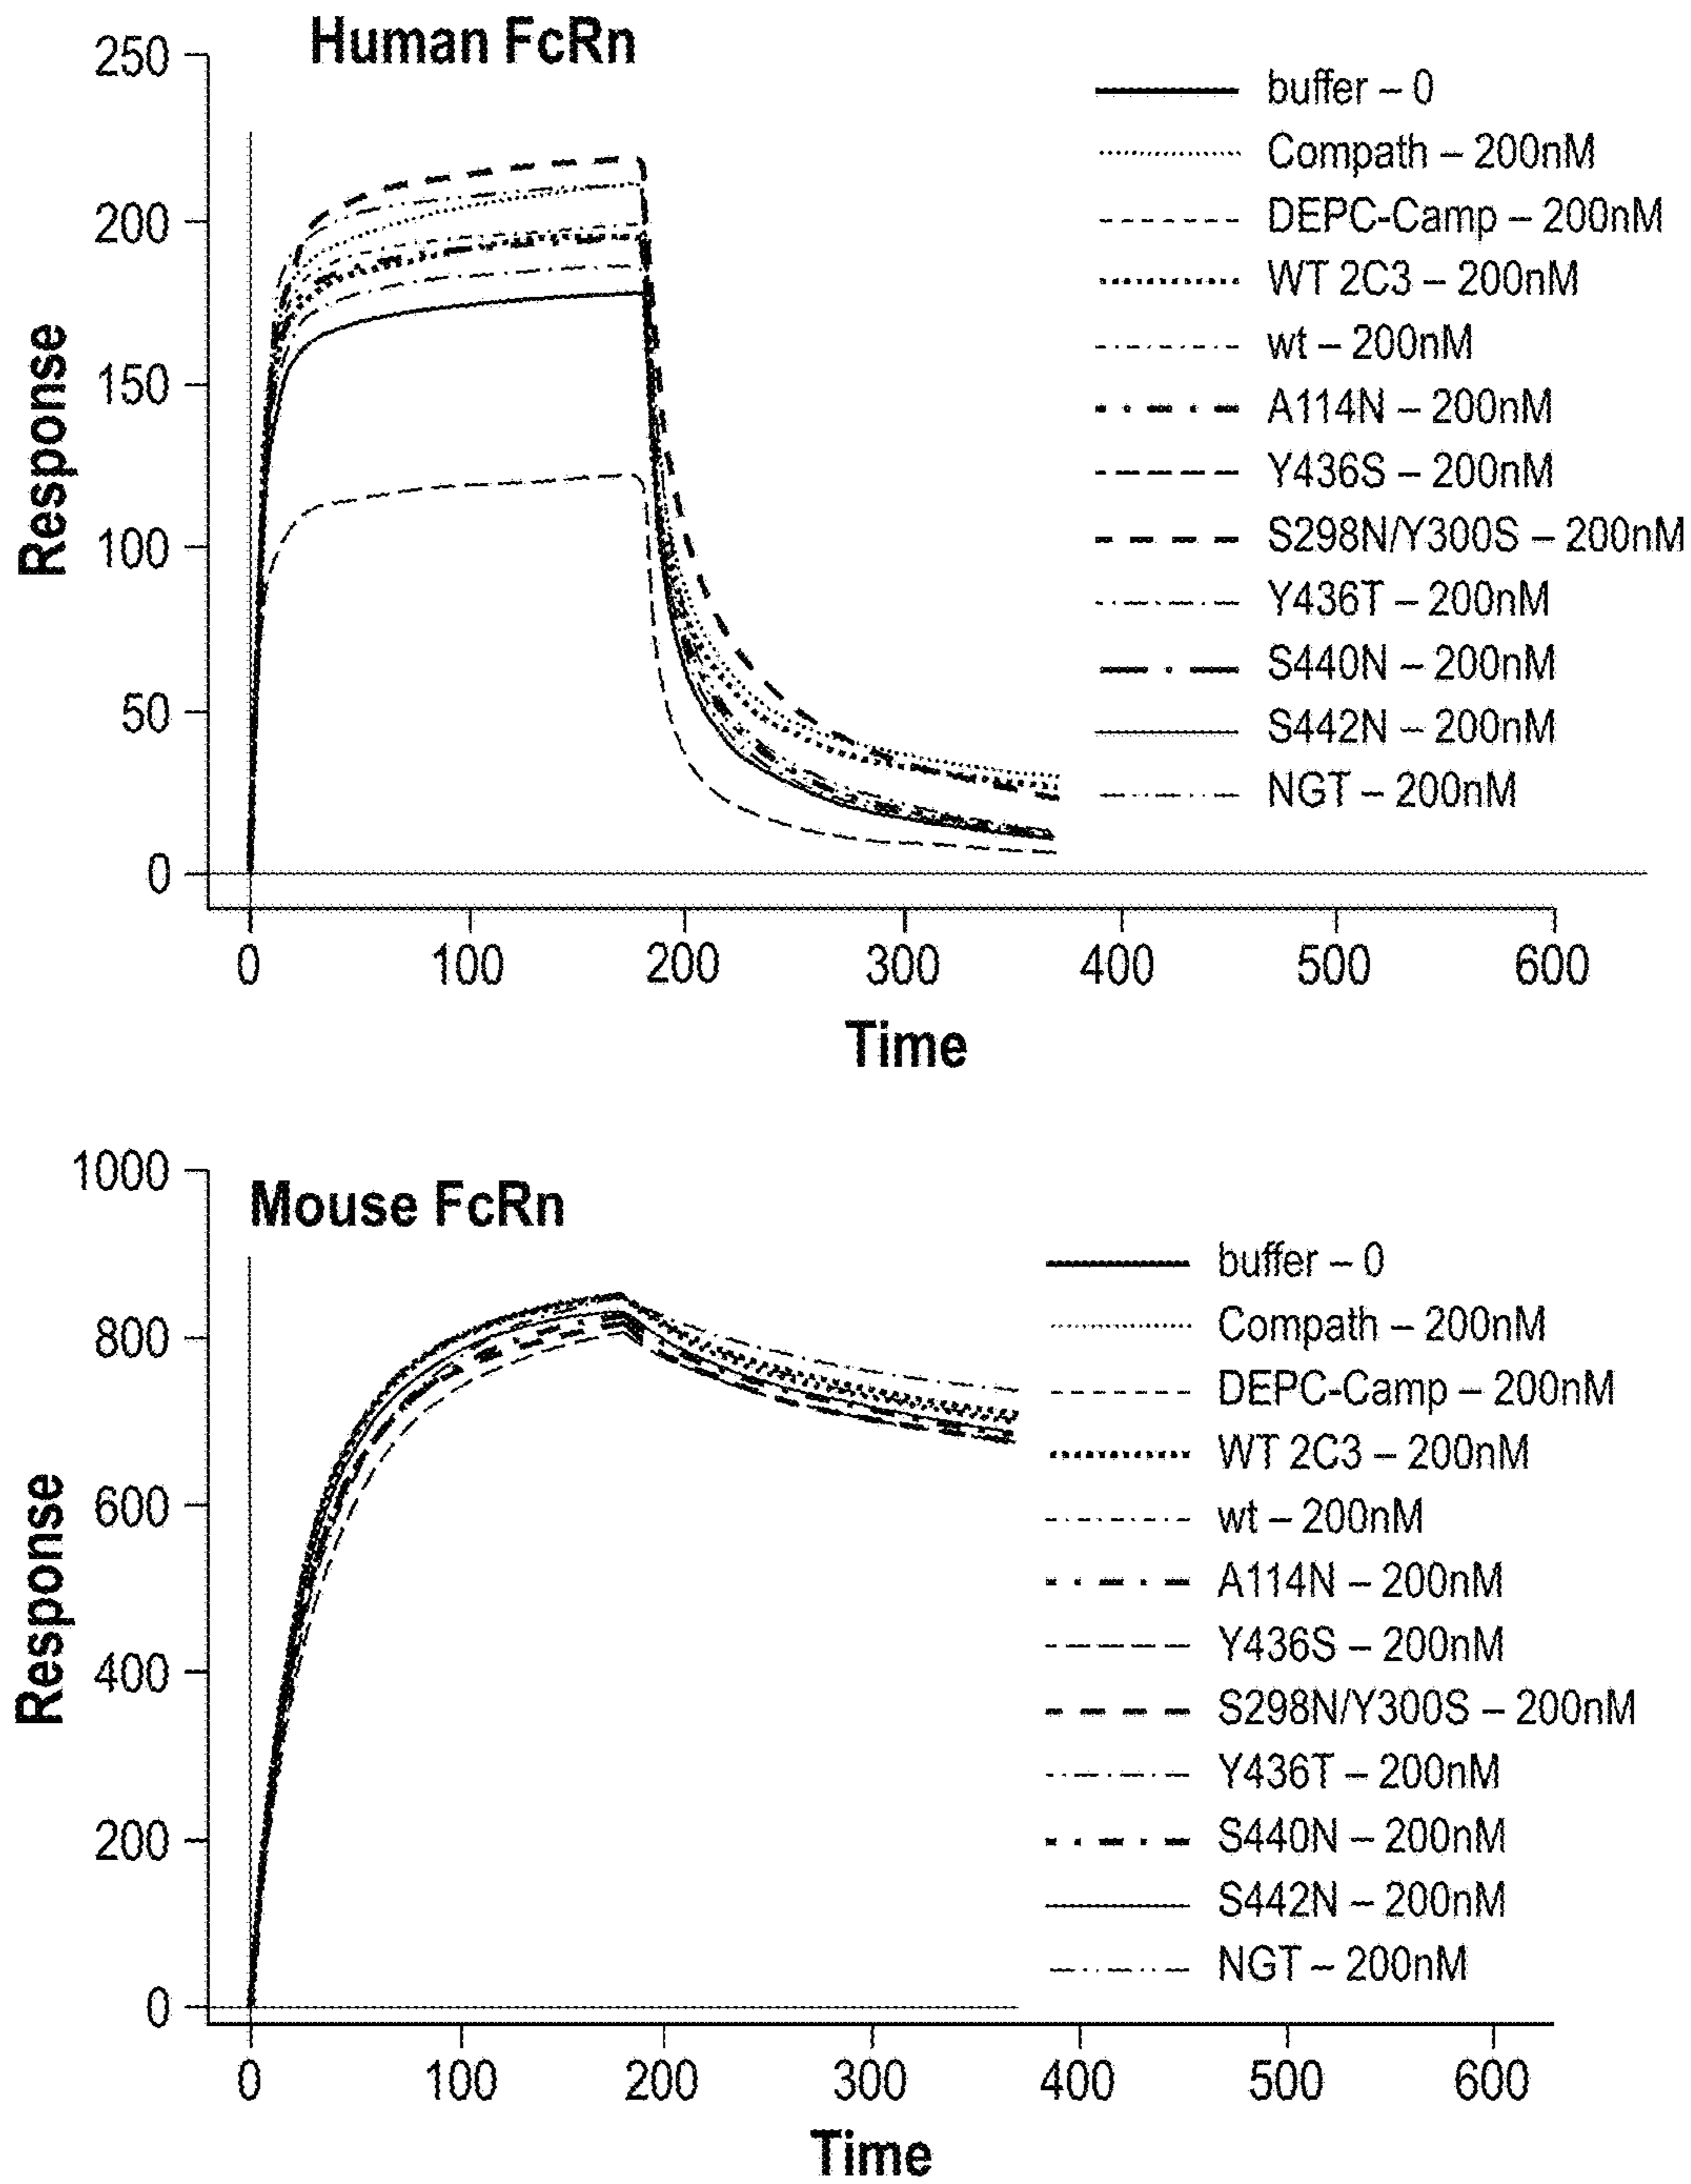 Human FcRn
250
200
150
100
50
0
Response
0 100 200 300 400 500 600
Time
buffer – 0
Compath – 200nM
DEPC-Camp – 200nM
WT 2C3 – 200nM
wt – 200nM
A114N – 200nM
Y436S – 200nM
S298N/Y300S – 200nM
Y436T – 200nM
S440N – 200nM
S442N – 200nM
NGT – 200nM
Mouse FcRn
1000
800
600
400
200
0
Response
0 100 200 300 400 500 600
Time
buffer – 0
Compath – 200nM
DEPC-Camp – 200nM
WT 2C3 – 200nM
wt – 200nM
A114N – 200nM
Y436S – 200nM
S298N/Y300S – 200nM
Y436T – 200nM
S440N – 200nM
S442N – 200nM
NGT – 200nM